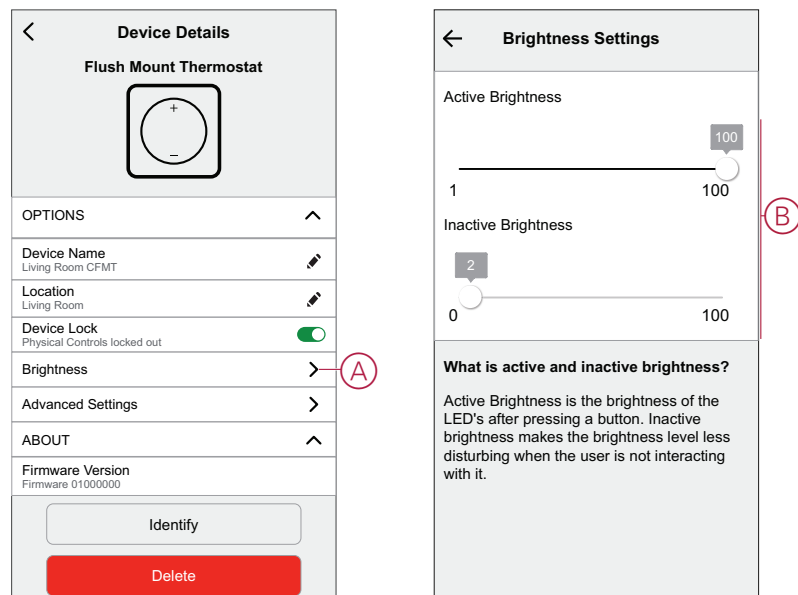 Device Details
Flush Mount Thermostat
+
–
OPTIONS
Device Name
Living Room CFMT
Location
Living Room
Device Lock
Physical Controls locked out
Brightness
A
Advanced Settings
ABOUT
Firmware Version
Firmware 01000000
Identify
Delete
Brightness Settings
Active Brightness
100
1 100
Inactive Brightness
2
0 100
B
What is active and inactive brightness?
Active Brightness is the brightness of the
LED's after pressing a button. Inactive
brightness makes the brightness level less
disturbing when the user is not interacting
with it.